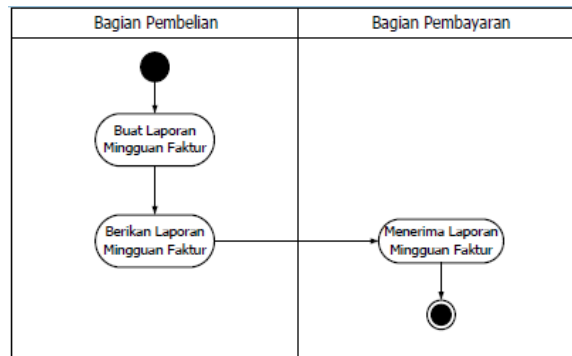 Bagian Pembelian
Bagian Pembayaran
Buat Laporan
Mingguan Faktur
Berikan Laporan
Mingguan Faktur
Menerima Laporan
Mingguan Faktur